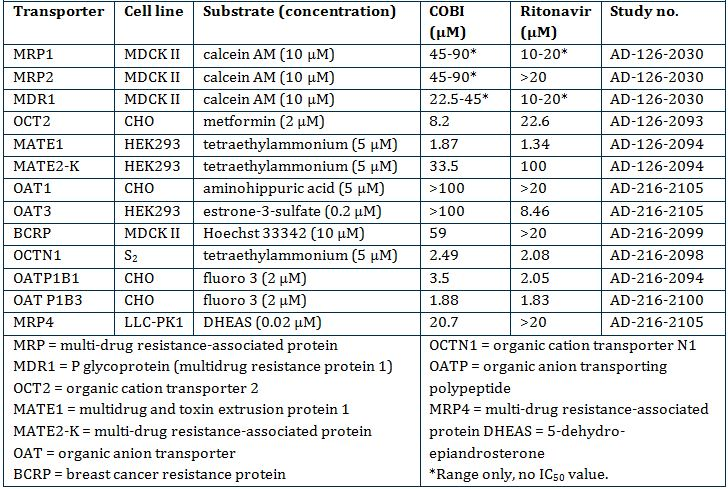 Transporter Cell line Substrate (concentration) COBI (µM) Ritonavir (µM) Study no.
MRP1 MDCK II calcein AM (10 µM) 45-90* 10-20* AD-126-2030
MRP2 MDCK II calcein AM (10 µM) 45-90* >20 AD-126-2030
MDR1 MDCK II calcein AM (10 µM) 22.5-45* 10-20* AD-126-2030
OCT2 CHO metformin (2 µM) 8.2 22.6 AD-126-2093
MATE1 HEK293 tetraethylammonium (5 µM) 1.87 1.34 AD-126-2094
MATE2-K HEK293 tetraethylammonium (5 µM) 33.5 100 AD-126-2094
OAT1 CHO aminohippuric acid (5 µM) >100 >20 AD-216-2105
OAT3 HEK293 estrone-3-sulfate (0.2 µM) >100 8.46 AD-216-2105
BCRP MDCK II Hoechst 33342 (10 µM) 59 >20 AD-216-2099
OCTN1 S2 tetraethylammonium (5 µM) 2.49 2.08 AD-216-2098
OATP1B1 CHO fluoro 3 (2 µM) 3.5 2.05 AD-216-2094
OAT P1B3 CHO fluoro 3 (2 µM) 1.88 1.83 AD-216-2100
MRP4 LLC-PK1 DHEAS (0.02 µM) 20.7 >20 AD-216-2105
MRP = multi-drug resistance-associated protein
MDR1 = P glycoprotein (multidrug resistance protein 1)
OCT2 = organic cation transporter 2
MATE1 = multidrug and toxin extrusion protein 1
MATE2-K = multi-drug resistance-associated protein
OAT = organic anion transporter
BCRP = breast cancer resistance protein
OCTN1 = organic cation transporter N1
OATP = organic anion transporting
polypeptide
MRP4 = multi-drug resistance-associated
protein DHEAS = 5-dehydro-
epiandrosterone
*Range only, no IC50 value.